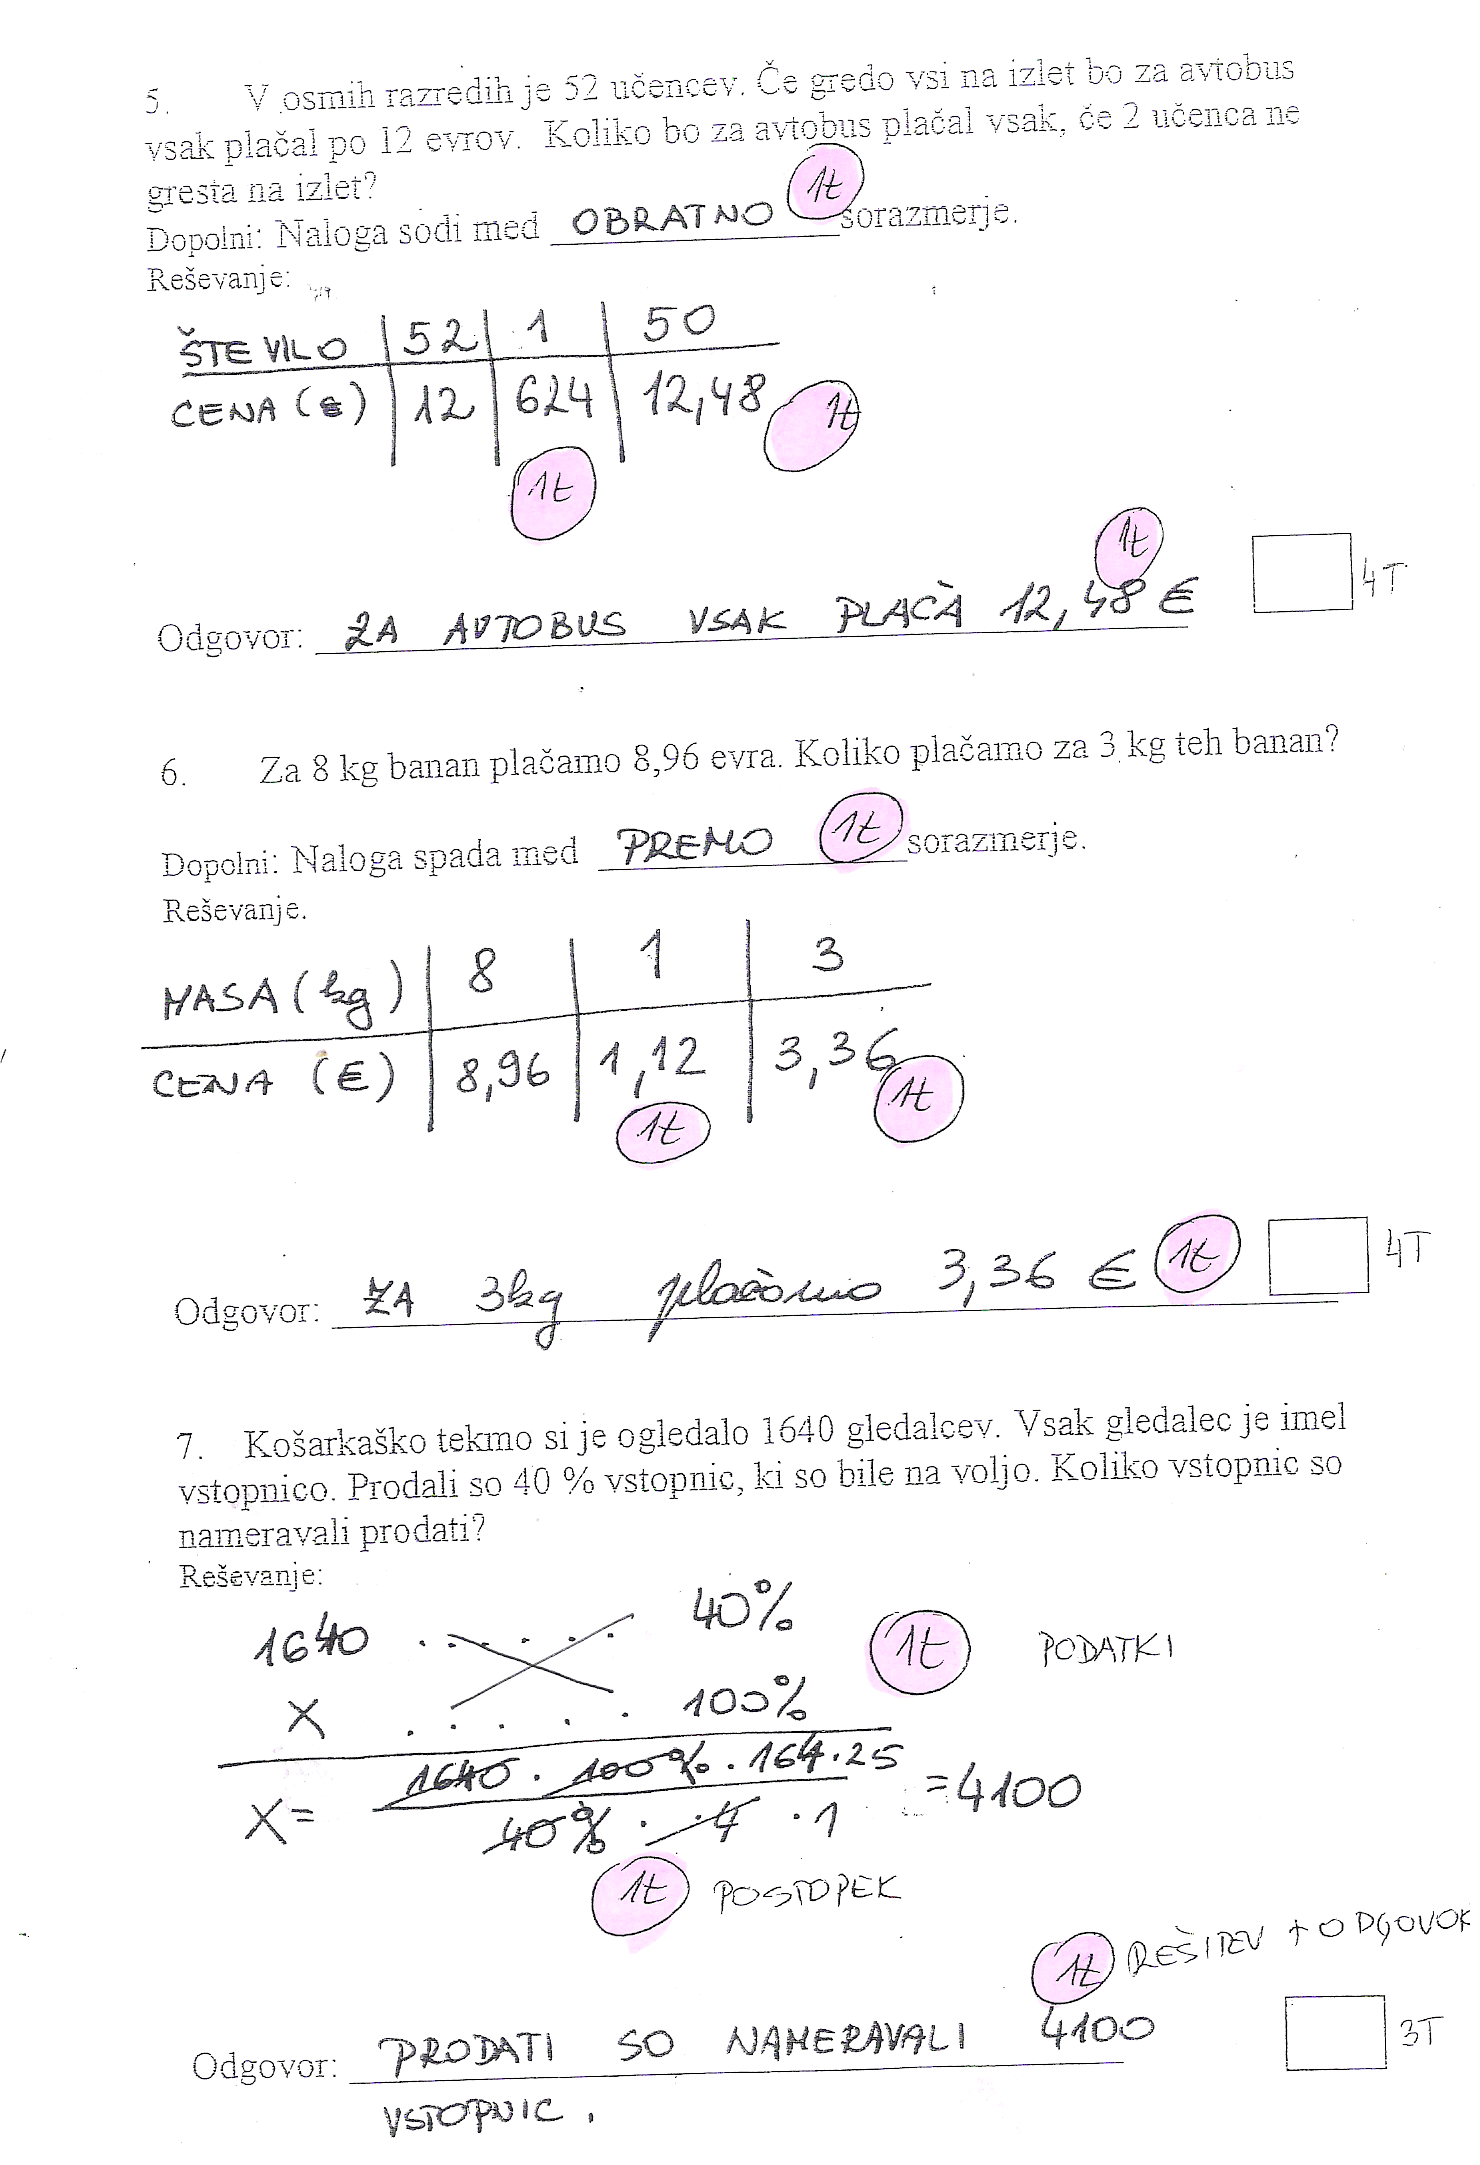 5. V osmih razredih je 52 učencev. Če gredo vsi na izlet bo za avtobus
vsak plačal po 12 evrov. Koliko bo za avtobus plačal vsak, če 2 učenca ne
gresta na izlet?
1t
Dopolni: Naloga sodi med OBRATNO sorazmerje.
Reševanje:
ŠTEVILO | 52 | 1 | 50
CENA (€) | 12 | 624 | 12,48 1t
1t
1t
4T
Odgovor: ZA AVTOBUS VSAK PLAČA 12,48 €
6. Za 8 kg banan plačamo 8,96 evra. Koliko plačamo za 3 kg teh banan?
Dopolni: Naloga spada med PREMO 1t sorazmerje.
Reševanje.
MASA (kg) | 8 | 1 | 3
CENA (€) | 8,96 | 1,12 | 3,36
1t 1t
Odgovor: ZA 3kg plačamo 3,36 € 1t 4T
7. Košarkaško tekmo si je ogledalo 1640 gledalcev. Vsak gledalec je imel
vstopnico. Prodali so 40 % vstopnic, ki so bile na voljo. Koliko vstopnic so
nameravali prodati?
Reševanje:
1640 . . . . . 40% 1t PODATKI
X . . . . . 100%
1640 . 100% . 164 . 25
X= = 4100
40% . . 4 . 1
1t POSTOPEK
1t REŠITEV + ODGOVOR
Odgovor: PRODATI SO NAMERAVALI 4100 3T
VSTOPNIC.